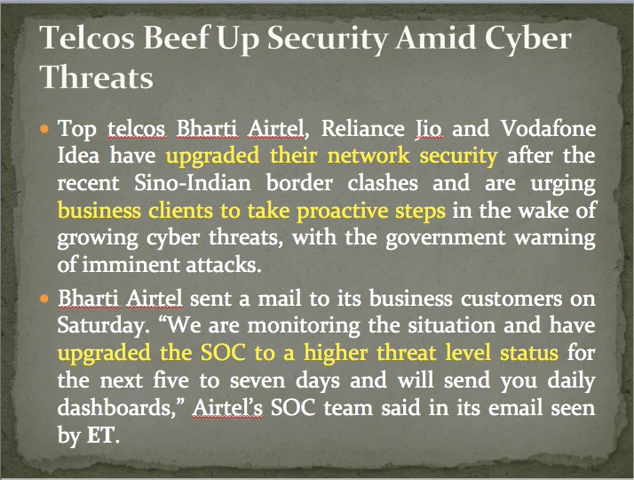 Telcos Beef Up Security Amid Cyber
Threats
• Top telcos Bharti Airtel, Reliance Jio and Vodafone
Idea have upgraded their network security after the
recent Sino-Indian border clashes and are urging
business clients to take proactive steps in the wake of
growing cyber threats, with the government warning
of imminent attacks.
• Bharti Airtel sent a mail to its business customers on
Saturday. “We are monitoring the situation and have
upgraded the SOC to a higher threat level status for
the next five to seven days and will send you daily
dashboards,” Airtel’s SOC team said in its email seen
by ET.